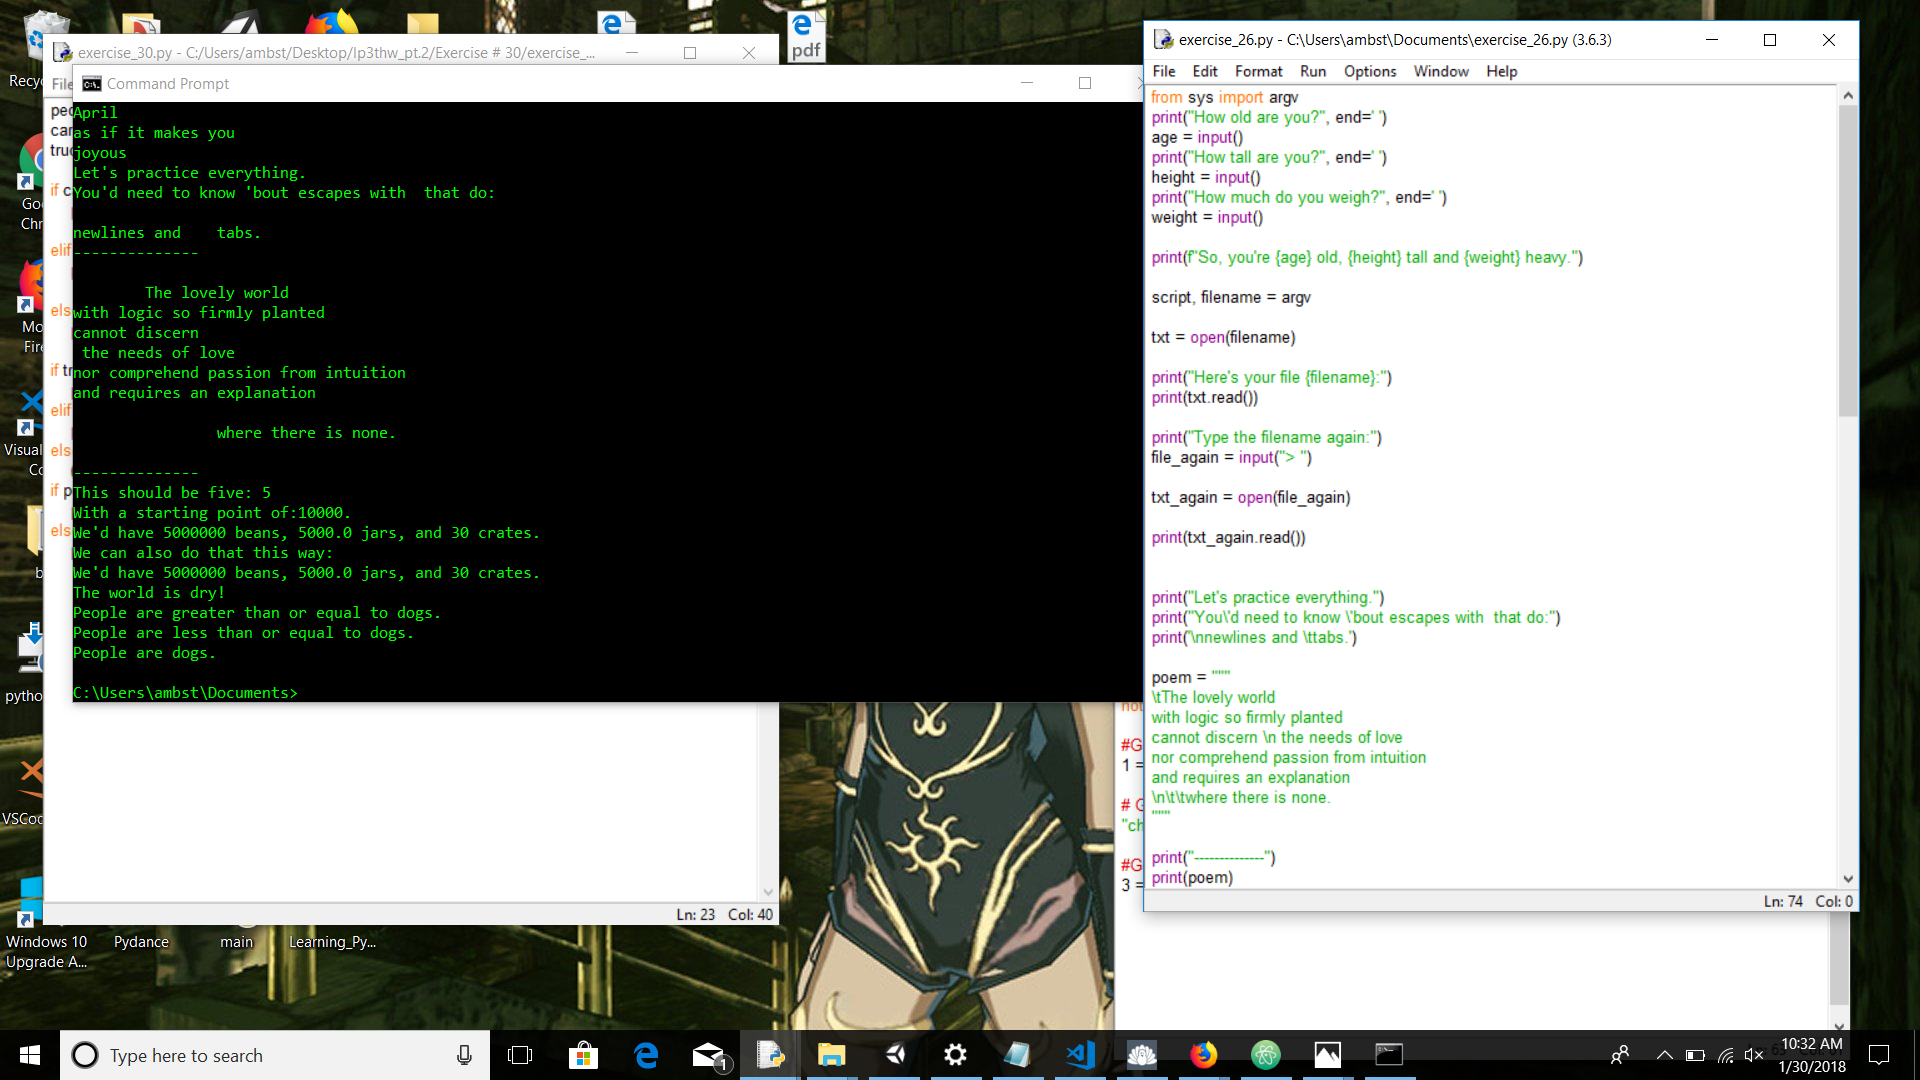 exercise_30.py - C:/Users/ambst/Desktop/lp3thw_pt.2/Exercise # 30/exercise_...
File
if
elif
if
elif
if
Ln: 23 Col: 40
Command Prompt
April
as if it makes you
joyous
Let's practice everything.
You'd need to know 'bout escapes with  that do:
newlines and    tabs.
--------------
The lovely world
with logic so firmly planted
cannot discern
the needs of love
nor comprehend passion from intuition
and requires an explanation
where there is none.
--------------
This should be five: 5
With a starting point of:10000.
We'd have 5000000 beans, 5000.0 jars, and 30 crates.
We can also do that this way:
We'd have 5000000 beans, 5000.0 jars, and 30 crates.
The world is dry!
People are greater than or equal to dogs.
People are less than or equal to dogs.
People are dogs.
C:\Users\ambst\Documents>
exercise_26.py - C:\Users\ambst\Documents\exercise_26.py (3.6.3)
File Edit Format Run Options Window Help
from sys import argv
print("How old are you?", end=' ')
age = input()
print("How tall are you?", end=' ')
height = input()
print("How much do you weigh?", end=' ')
weight = input()
print(f"So, you're {age} old, {height} tall and {weight} heavy.")
script, filename = argv
txt = open(filename)
print("Here's your file {filename}:")
print(txt.read())
print("Type the filename again:")
file_again = input("> ")
txt_again = open(file_again)
print(txt_again.read())
print("Let's practice everything.")
print("You\'d need to know \'bout escapes with  that do:")
print('\nnewlines and \ttabs.')
poem = """
\tThe lovely world
with logic so firmly planted
cannot discern \n the needs of love
nor comprehend passion from intuition
and requires an explanation
\n\t\twhere there is none.
"""
print("--------------")
print(poem)
Ln: 74 Col: 0
#G
1 =
# G
"ch
#G
3 =
pdf
Windows 10
Upgrade A...
Pydance
main
Learning_Py...
Type here to search
1
10:32 AM
1/30/2018